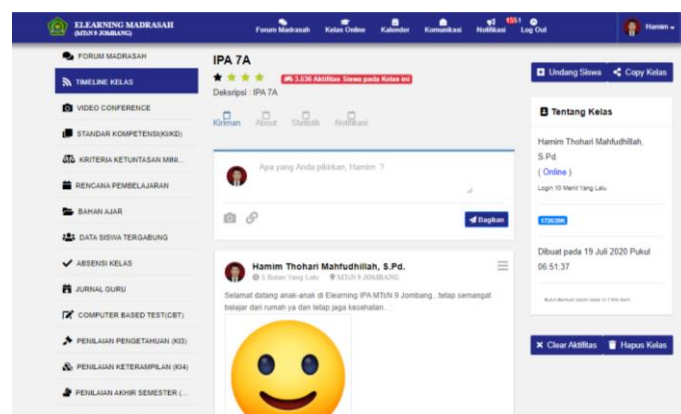 ELEARNING MADRASAH
(MTSN 9 JOMBANG)
Forum Madrasah
Kelas Online
Kalender
Komunikasi
Notifikasi
1551
Log Out
Hamim
FORUM MADRASAH
TIMELINE KELAS
VIDEO CONFERENCE
STANDAR KOMPETENSI(KI/KD)
KRITERIA KETUNTASAN MINI...
RENCANA PEMBELAJARAN
BAHAN AJAR
DATA SISWA TERGABUNG
ABSENSI KELAS
JURNAL GURU
COMPUTER BASED TEST(CBT)
PENILAIAN PENGETAHUAN (KI3)
PENILAIAN KETERAMPILAN (KI4)
PENILAIAN AKHIR SEMESTER (...
IPA 7A
3.636 Aktifitas Siswa pada Kelas ini
Deksripsi : IPA 7A
Kiriman
About
Statistik
Notifikasi
Apa yang Anda pikirkan, Hamim ?
Bagikan
Hamim Thohari Mahfudhillah, S.Pd.
5 Bulan Yang Lalu MTsN 9 JOMBANG
Selamat datang anak-anak di Elearning IPA MTsN 9 Jombang...tetap semangat
belajar dari rumah ya dan tetap jaga kesehatan...
Undang Siswa
Copy Kelas
Tentang Kelas
Hamim Thohari Mahfudhillah,
S.Pd.
( Online )
Login 10 Menit Yang Lalu
Dibuat pada 19 Juli 2020 Pukul
06:51:37
Clear Aktifitas
Hapus Kelas